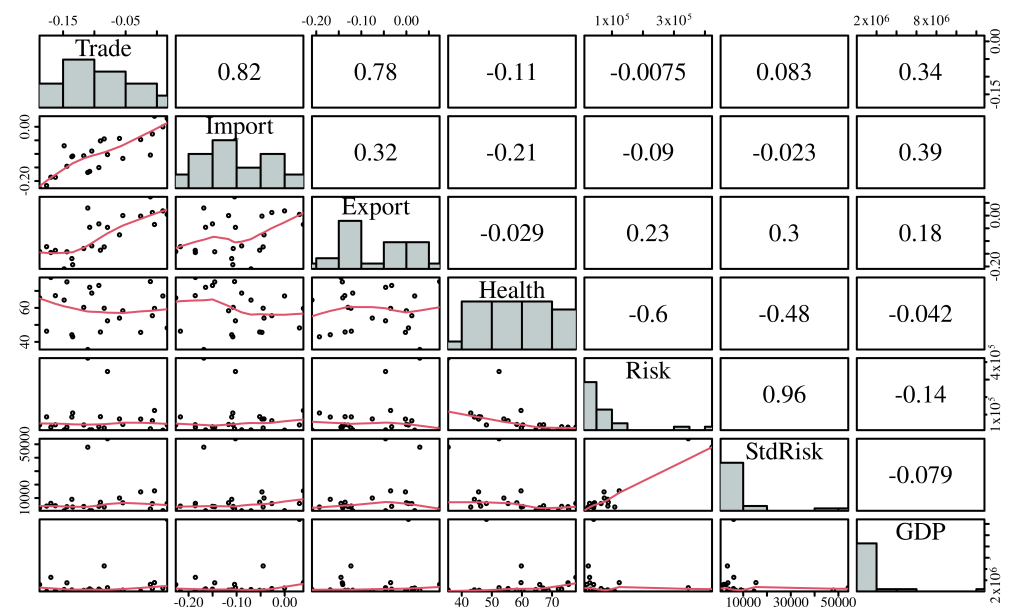 -0.15 -0.05 -0.20 -0.10 0.00 1x10⁵ 3x10⁵ 2x10⁶ 8x10⁶
Trade 0.82 0.78 -0.11 -0.0075 0.083 0.34 -0.15 0.00
-0.20 0.00 Import 0.32 -0.21 -0.09 -0.023 0.39
Export -0.029 0.23 0.3 0.18 -0.20 0.00
40 60 Health -0.6 -0.48 -0.042
Risk 0.96 -0.14 1x10⁵ 4x10⁵
10000 50000 StdRisk -0.079
GDP 2x10⁶
-0.20 -0.10 0.00 40 50 60 70 10000 30000 50000